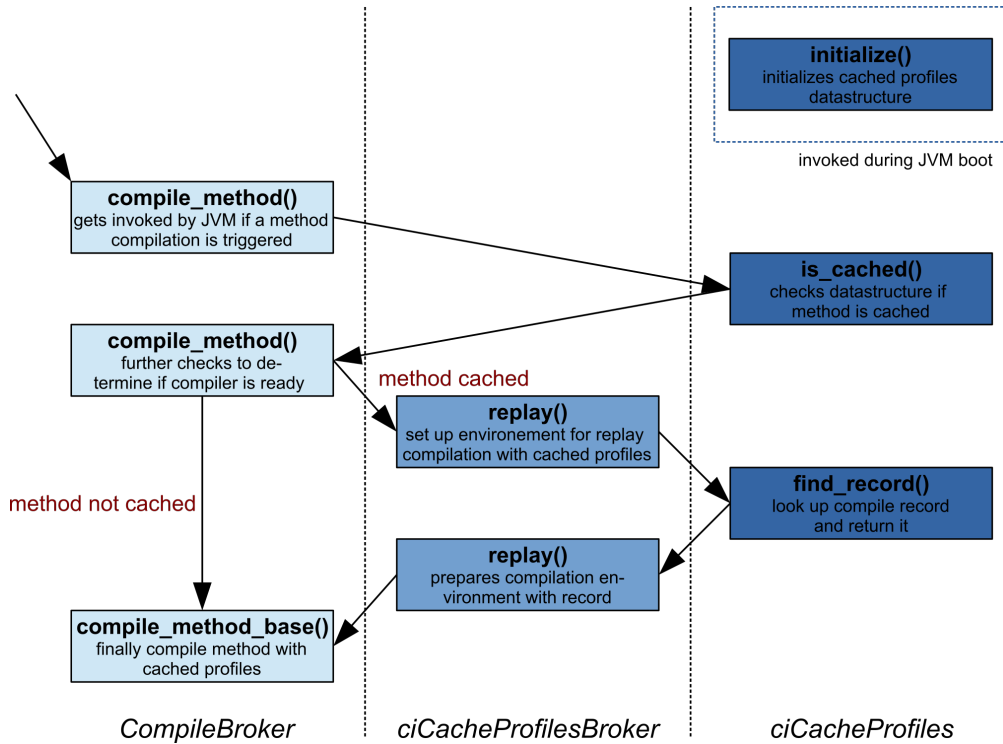 initialize()
initializes cached profiles
datastructure
invoked during JVM boot
compile_method()
gets invoked by JVM if a method
compilation is triggered
is_cached()
checks datastructure if
method is cached
compile_method()
further checks to de-
termine if compiler is ready
method cached
replay()
set up environement for replay
compilation with cached profiles
method not cached
find_record()
look up compile record
and return it
replay()
prepares compilation en-
vironment with record
compile_method_base()
finally compile method with
cached profiles
CompileBroker
ciCacheProfilesBroker
ciCacheProfiles